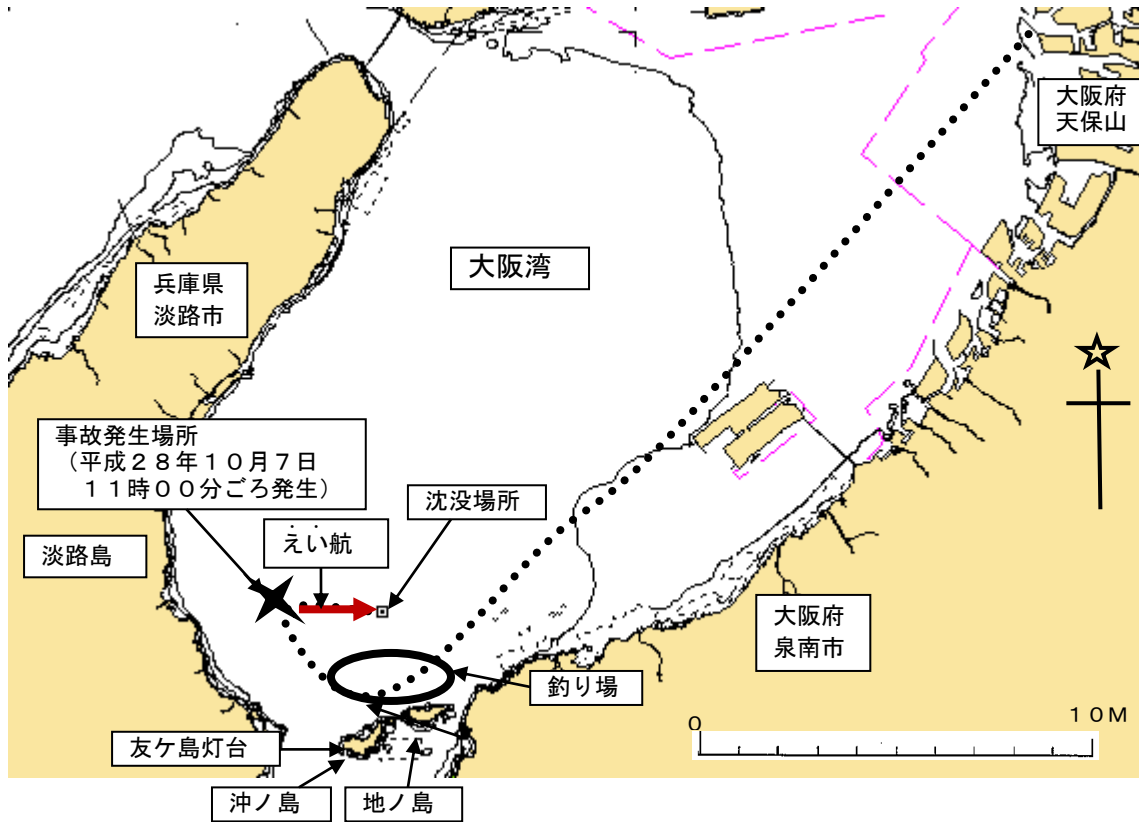 大阪府
天保山
大阪湾
兵庫県
淡路市
事故発生場所
(平成28年10月7日
11時00分ごろ発生)
沈没場所
えい航
淡路島
大阪府
泉南市
釣り場
0
10M
友ケ島灯台
沖ノ島
地ノ島